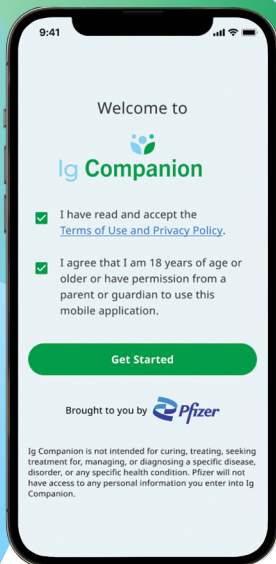 9:41
Welcome to
Ig Companion
I have read and accept the
Terms of Use and Privacy Policy.
I agree that I am 18 years of age or
older or have permission from a
parent or guardian to use this
mobile application.
Get Started
Brought to you by Pfizer
Ig Companion is not intended for curing, treating, seeking
treatment for, managing, or diagnosing a specific disease,
disorder, or any specific health condition. Pfizer will not
have access to any personal information you enter into Ig
Companion.